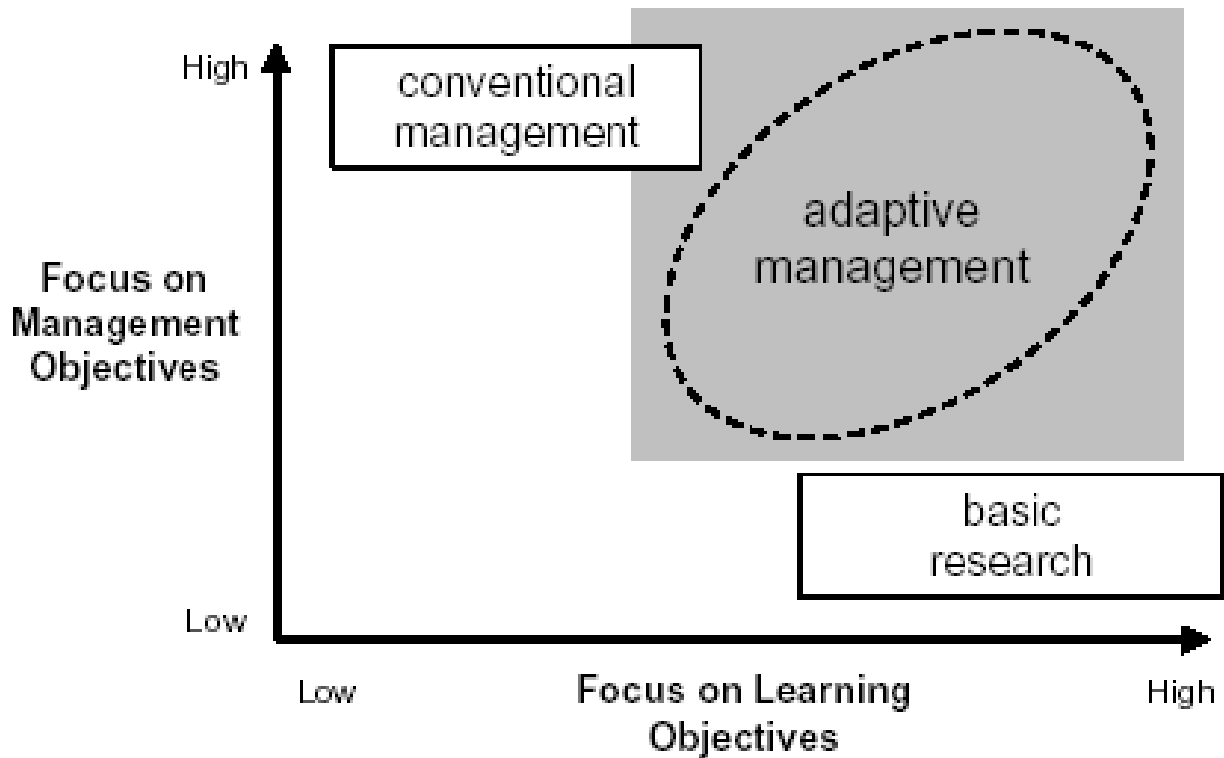 High
conventional
management
adaptive
management
Focus on
Management
Objectives
basic
research
Low
Low
Focus on Learning
Objectives
High